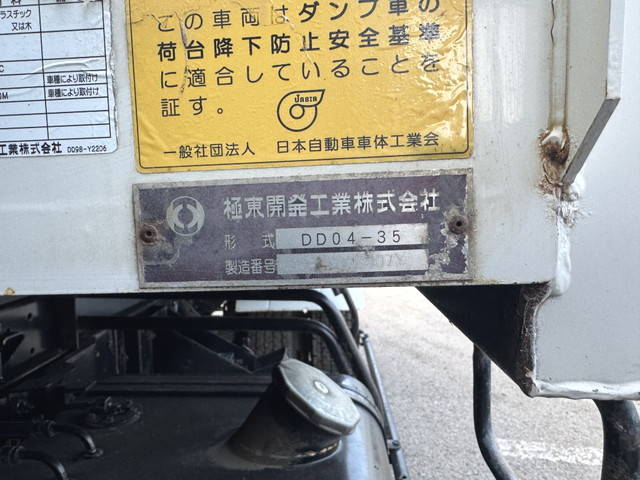 ラスチック
又は木
車種により取付け
車種により取付け
工業株式会社 0098-Y2206
この車両はダンプ車の
荷台降下防止安全基準
に適合していることを
証す。
JABIA
一般社団法人 日本自動車車体工業会
極東開発工業株式会社
形式 DD04-35
製造番号